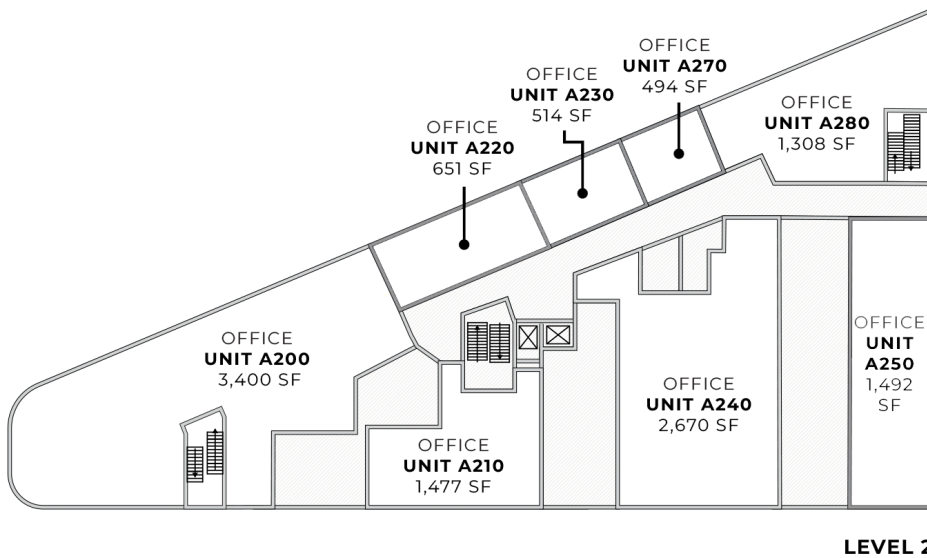 OFFICE
UNIT A270
494 SF
OFFICE
UNIT A230
514 SF
OFFICE
UNIT A280
1,308 SF
OFFICE
UNIT A220
651 SF
OFFICE
UNIT A200
3,400 SF
OFFICE
UNIT
A250
1,492
SF
OFFICE
UNIT A240
2,670 SF
OFFICE
UNIT A210
1,477 SF
LEVEL 2